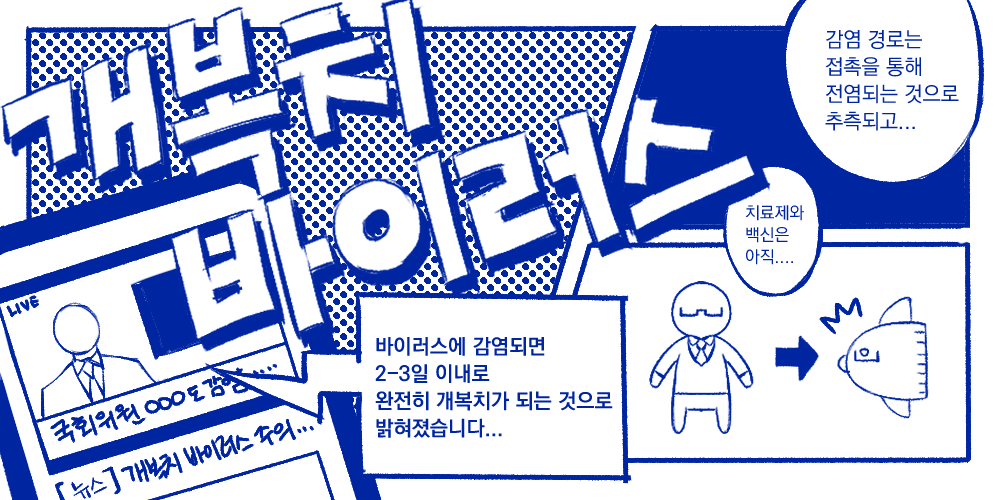 개복치
바이러스
감염 경로는
접촉을 통해
전염되는 것으로
추측되고...
치료제와
백신은
아직....
LIVE
국회위원 OOO도 감염......
[뉴스] 개복치 바이러스 주의...
바이러스에 감염되면
2-3일 이내로
완전히 개복치가 되는 것으로
밝혀졌습니다...